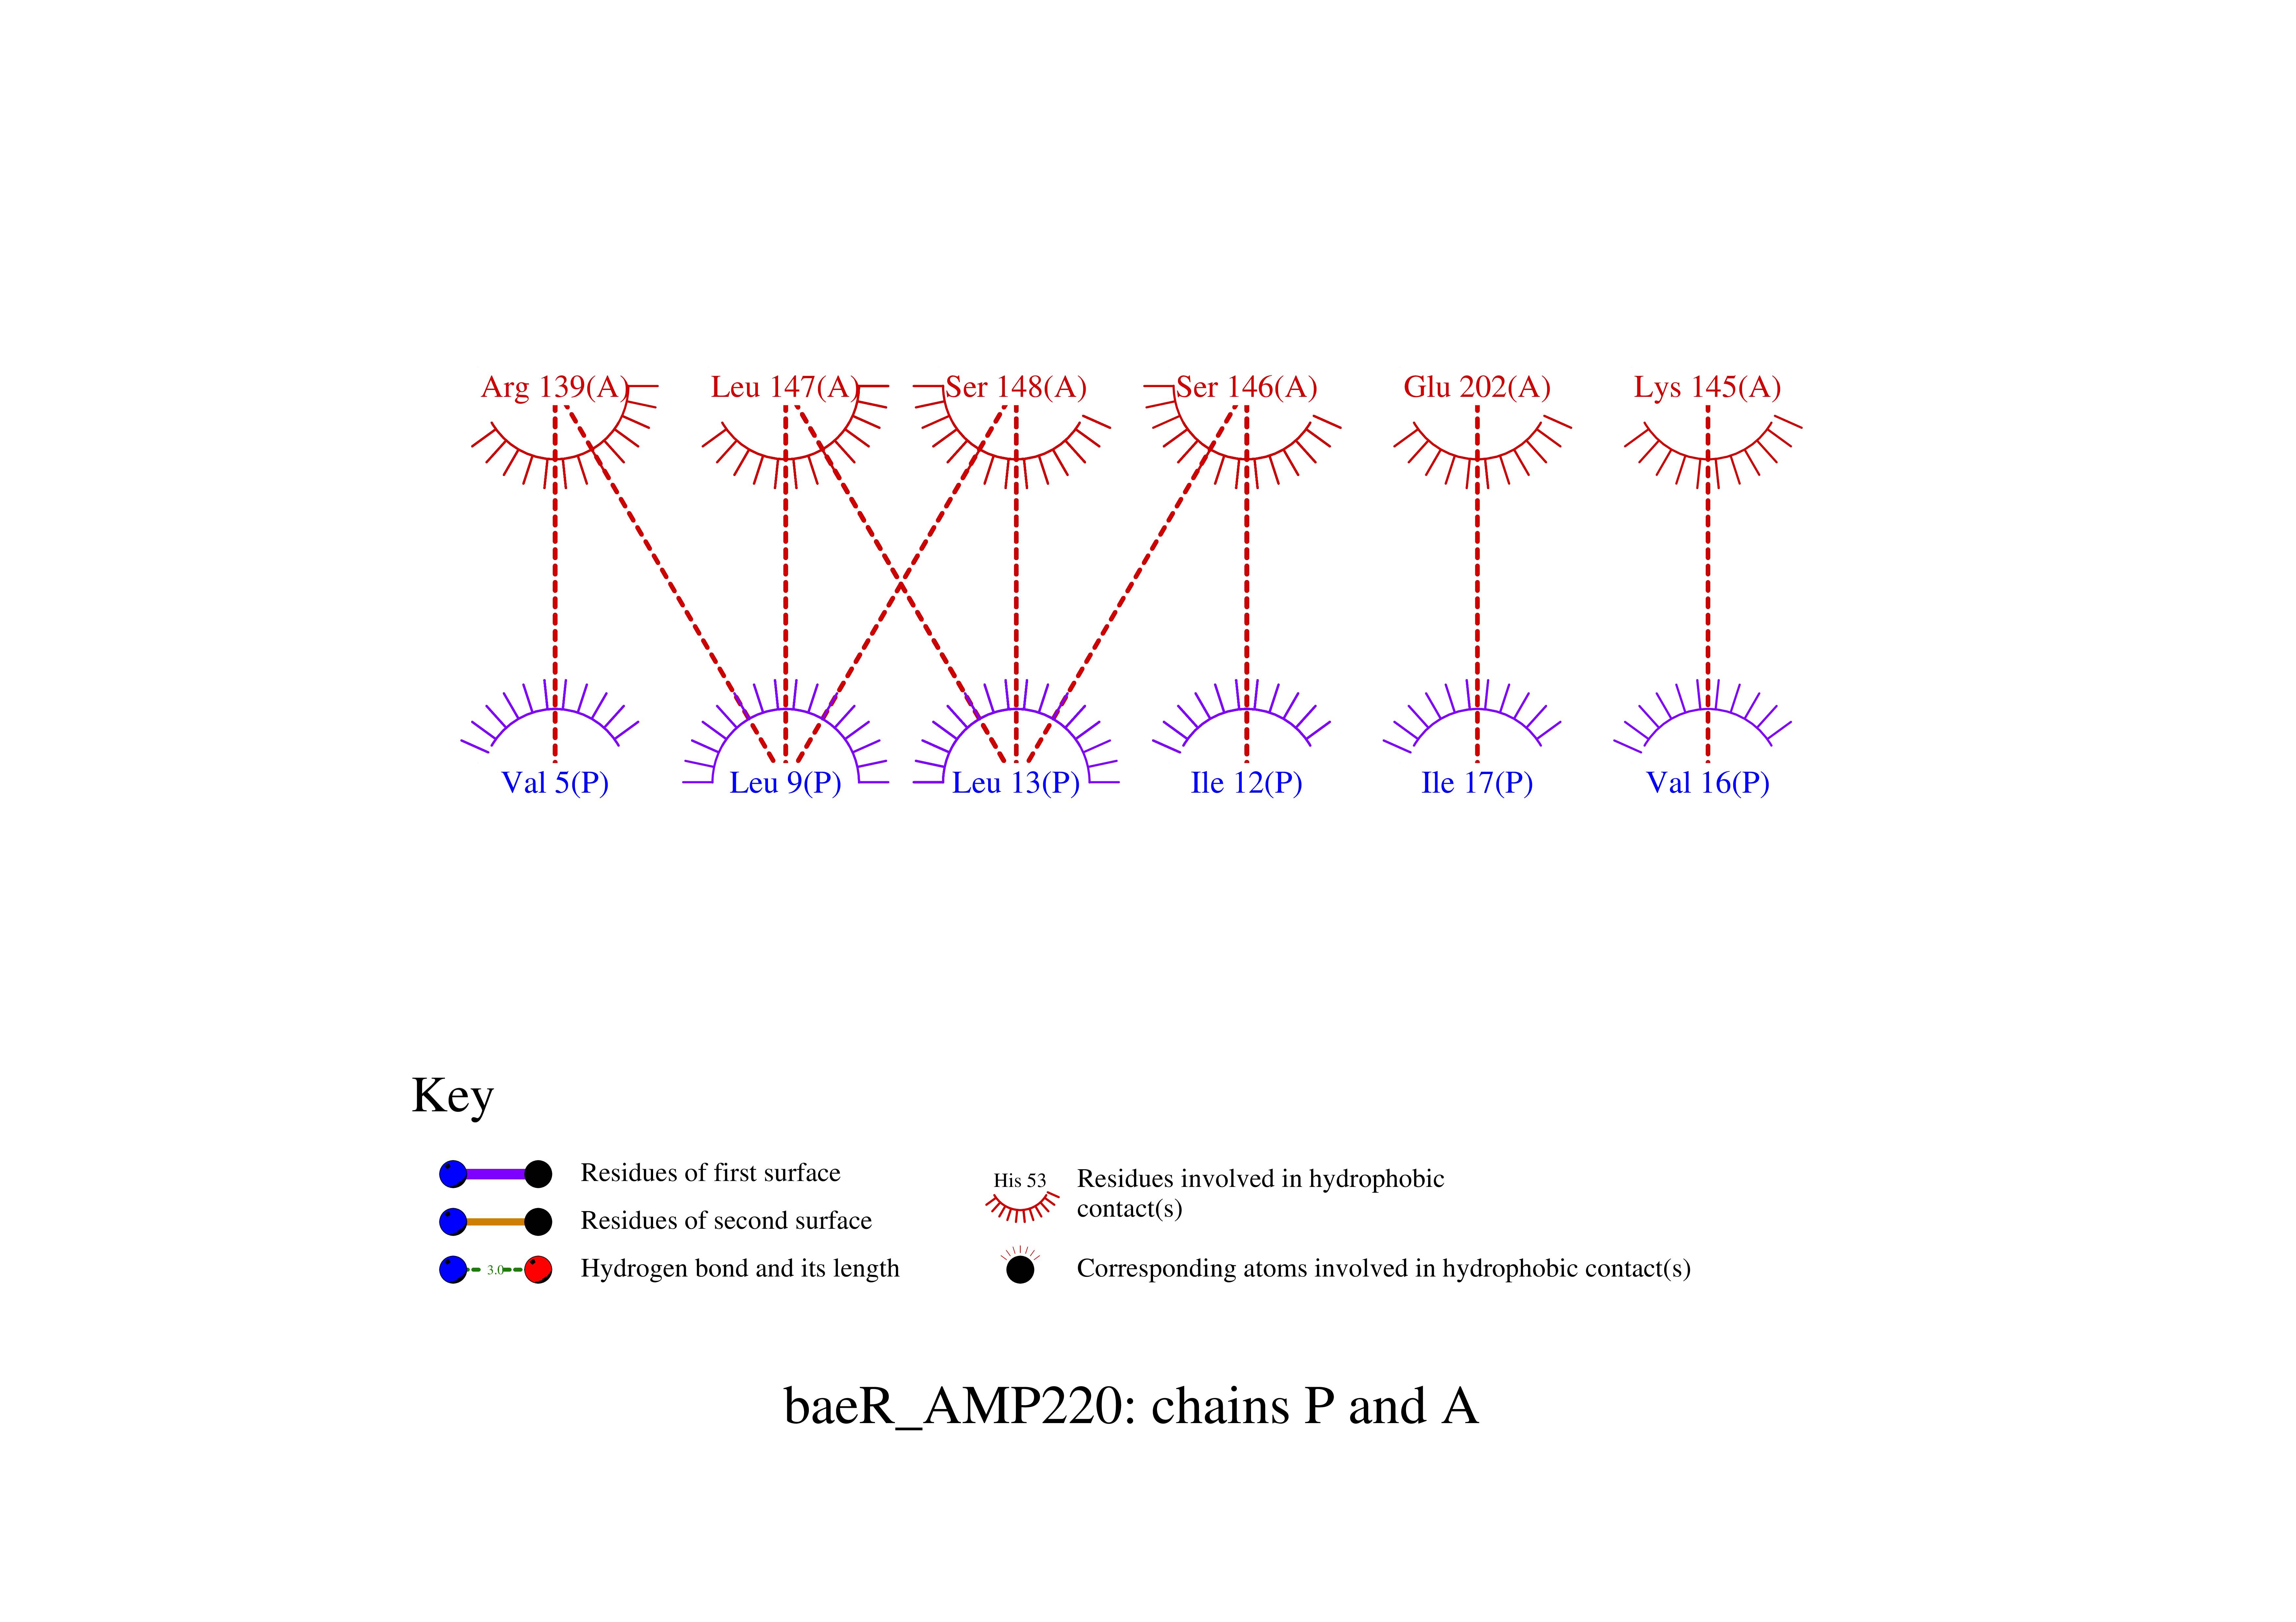 Arg 139(A) Leu 147(A) Ser 148(A) Ser 146(A) Glu 202(A) Lys 145(A)
Val 5(P) Leu 9(P) Leu 13(P) Ile 12(P) Ile 17(P) Val 16(P)
Key
Residues of first surface
Residues of second surface
3.0 Hydrogen bond and its length
His 53 Residues involved in hydrophobic
contact(s)
Corresponding atoms involved in hydrophobic contact(s)
baeR_AMP220: chains P and A